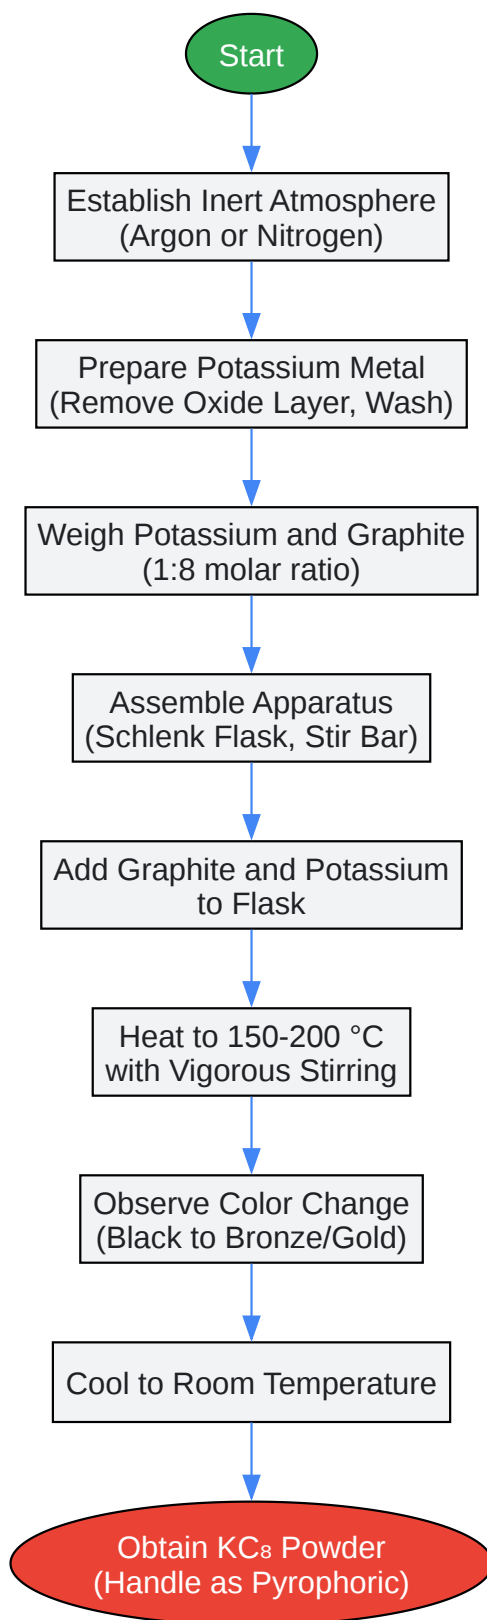 Start
Establish Inert Atmosphere
(Argon or Nitrogen)
Prepare Potassium Metal
(Remove Oxide Layer, Wash)
Weigh Potassium and Graphite
(1:8 molar ratio)
Assemble Apparatus
(Schlenk Flask, Stir Bar)
Add Graphite and Potassium
to Flask
Heat to 150-200 °C
with Vigorous Stirring
Observe Color Change
(Black to Bronze/Gold)
Cool to Room Temperature
Obtain KC₈ Powder
(Handle as Pyrophoric)